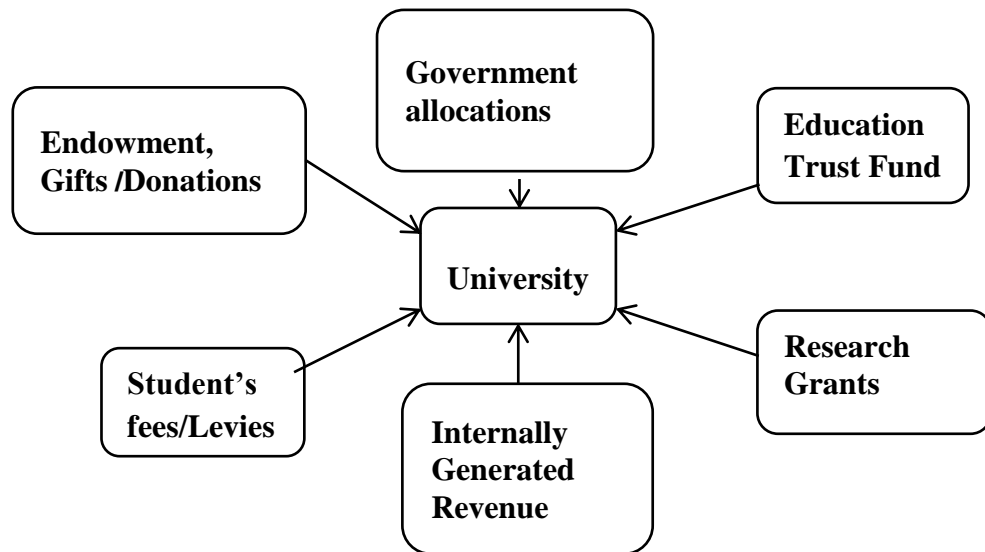 Government
allocations
Endowment,
Gifts /Donations
Education
Trust Fund
University
Student’s
fees/Levies
Internally
Generated
Revenue
Research
Grants